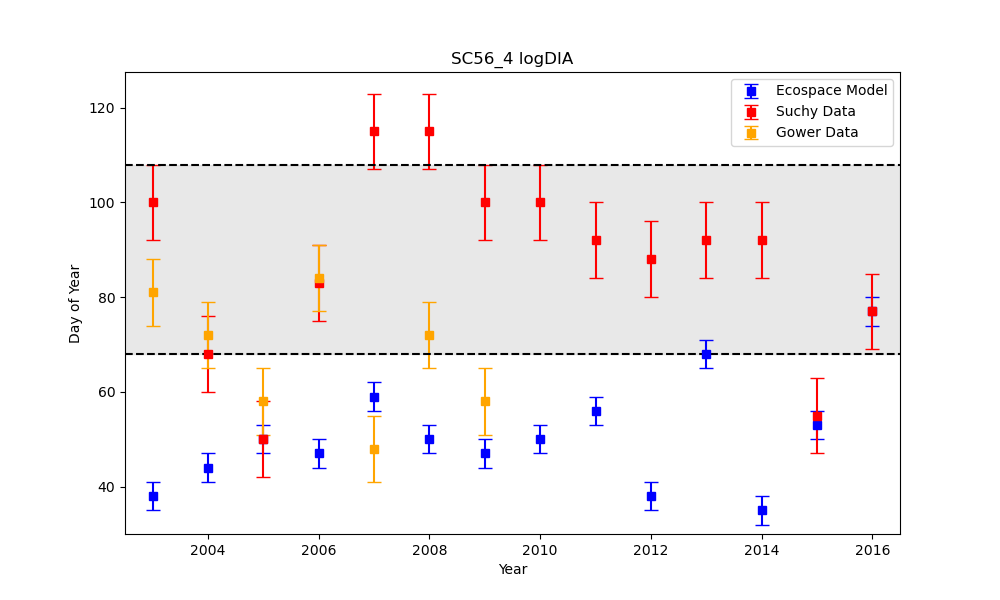 SC56_4 logDIA
Ecospace Model
Suchy Data
Gower Data
120
100
80
60
40
Day of Year
2004 2006 2008 2010 2012 2014 2016
Year